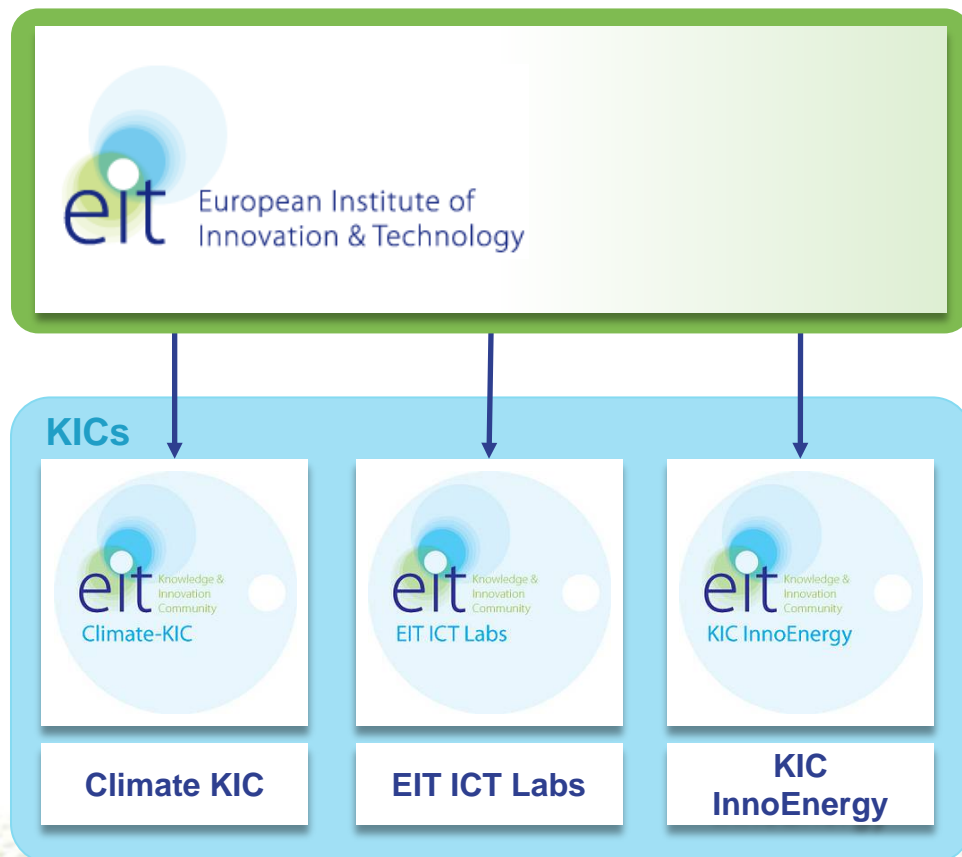 eit
European Institute of
Innovation & Technology
KICs
eit
Knowledge &
Innovation
Community
Climate-KIC
eit
Knowledge &
Innovation
Community
EIT ICT Labs
eit
Knowledge &
Innovation
Community
KIC InnoEnergy
Climate KIC
EIT ICT Labs
KIC
InnoEnergy